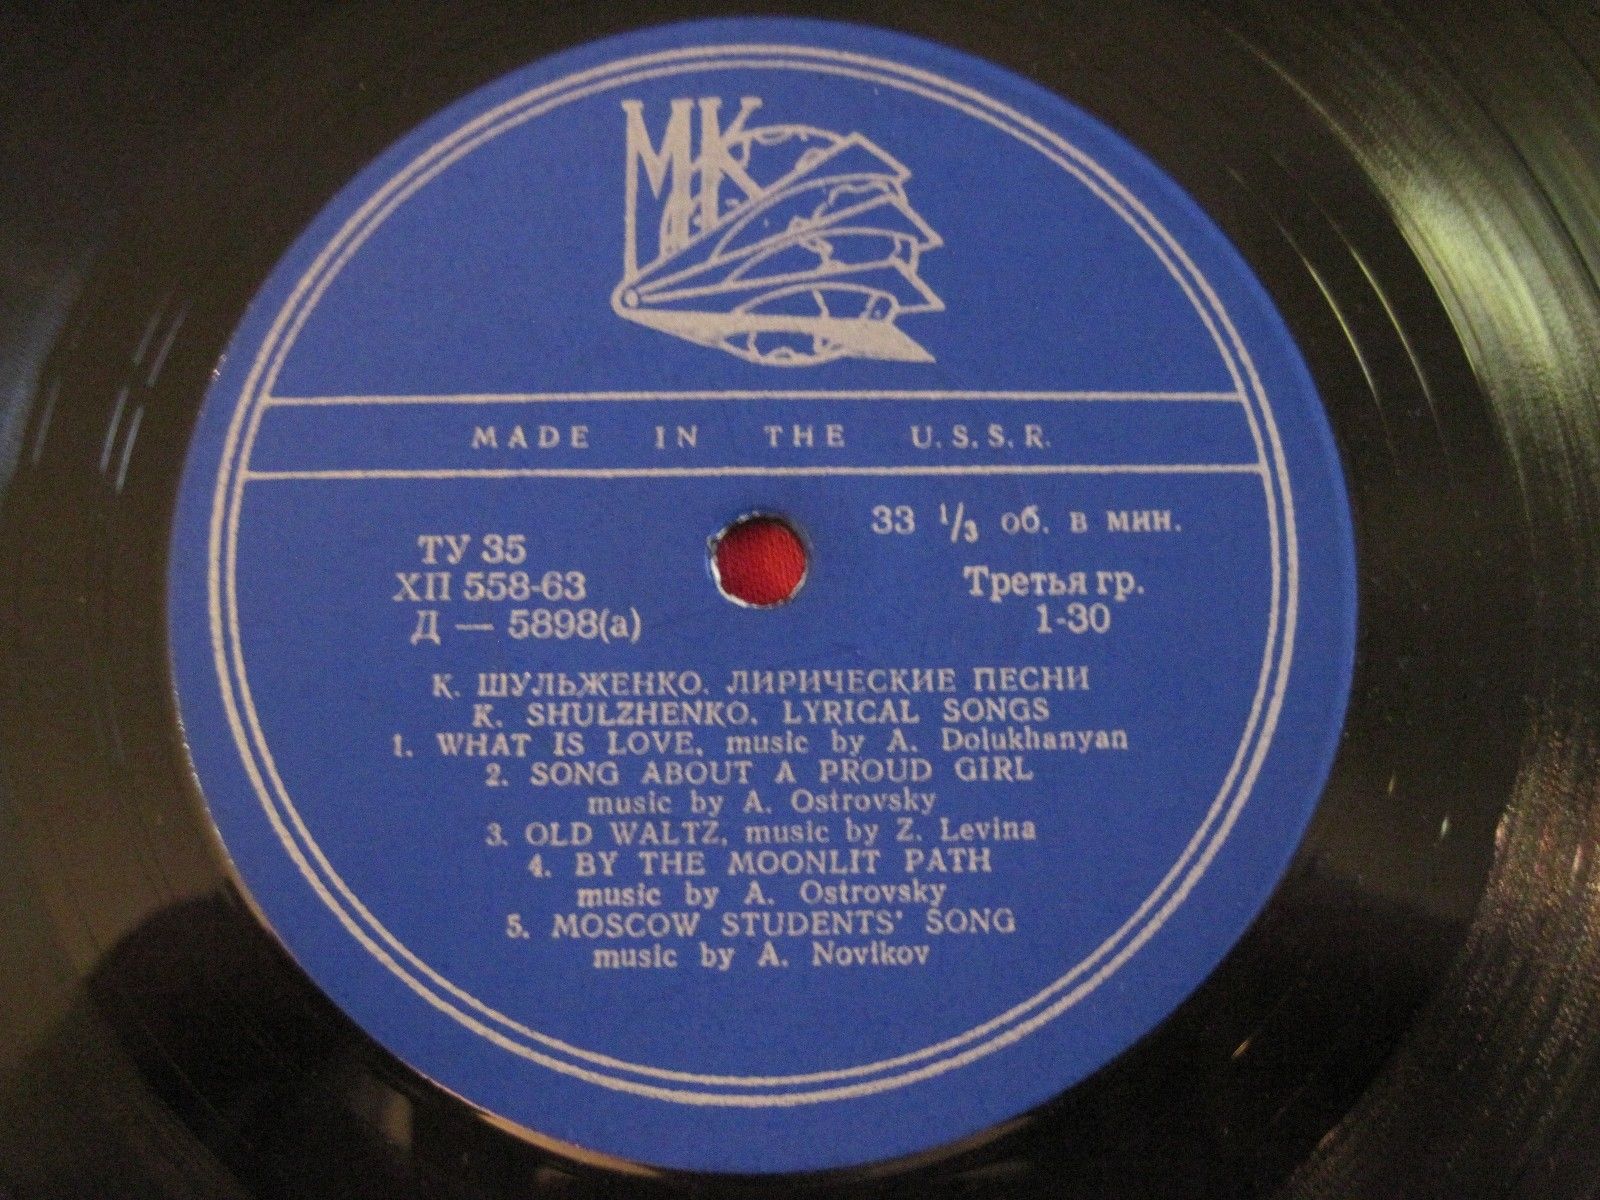 МК
MADE IN THE U.S.S.R.
33 1/3 об. в мин.
ТУ 35
ХП 558-63
Д — 5898(а)
Третья гр.
1-30
К. ШУЛЬЖЕНКО. ЛИРИЧЕСКИЕ ПЕСНИ
K. SHULZHENKO. LYRICAL SONGS
1. WHAT IS LOVE, music by A. Dolukhanyan
2. SONG ABOUT A PROUD GIRL
music by A. Ostrovsky
3. OLD WALTZ, music by Z. Levina
4. BY THE MOONLIT PATH
music by A. Ostrovsky
5. MOSCOW STUDENTS' SONG
music by A. Novikov